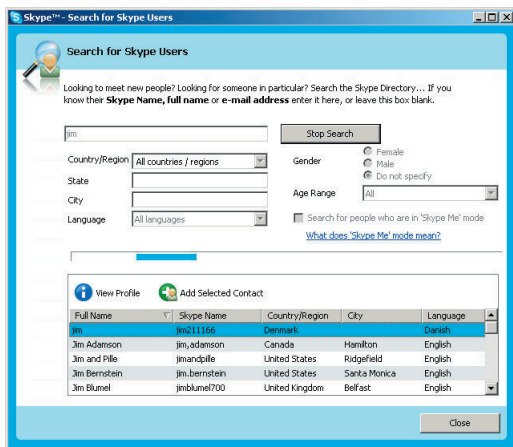 Skype™ - Search for Skype Users
Search for Skype Users
Looking to meet new people? Looking for someone in particular? Search the Skype Directory... If you
know their Skype Name, full name or e-mail address enter it here, or leave this box blank.
jim
Stop Search
Country/Region All countries / regions
Gender
Female
Male
Do not specify
State
City
Age Range All
Language All languages
Search for people who are in 'Skype Me' mode
What does 'Skype Me' mode mean?
View Profile Add Selected Contact
Full Name Skype Name Country/Region City Language
jim jim211166 Denmark Danish
Jim Adamson jim,adamson Canada Hamilton English
Jim and Pille jimandpille United States Ridgefield English
Jim Bernstein jim.bernstein United States Santa Monica English
Jim Blumel jimblumel700 United Kingdom Belfast English
Close